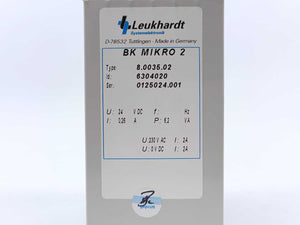 Leukhardt
Systemelektronik
D-78532 Tuttlingen - Made in Germany
BK MIKRO 2
Type 8.0035.02
Id. 6304020
Ser. 0125024.001
U: 24 V DC f: Hz
I: 0,26 A P: 6,2 VA
U: 230 V AC I: 2A
U: 0 V DC I: 2A